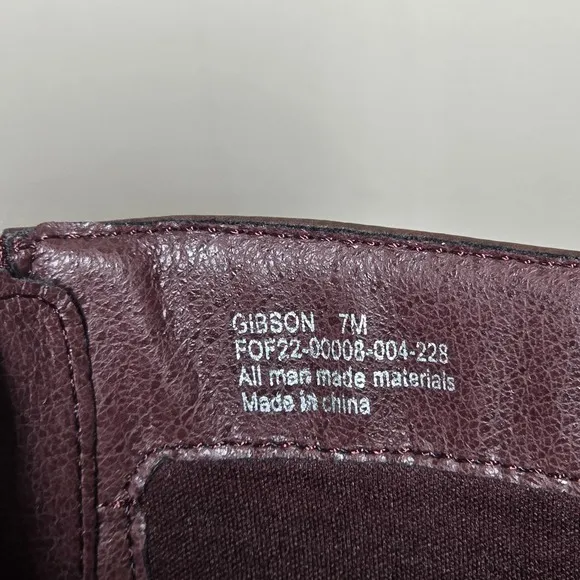 GIBSON 7M
FOF22-00008-004-228
All man made materials
Made in china